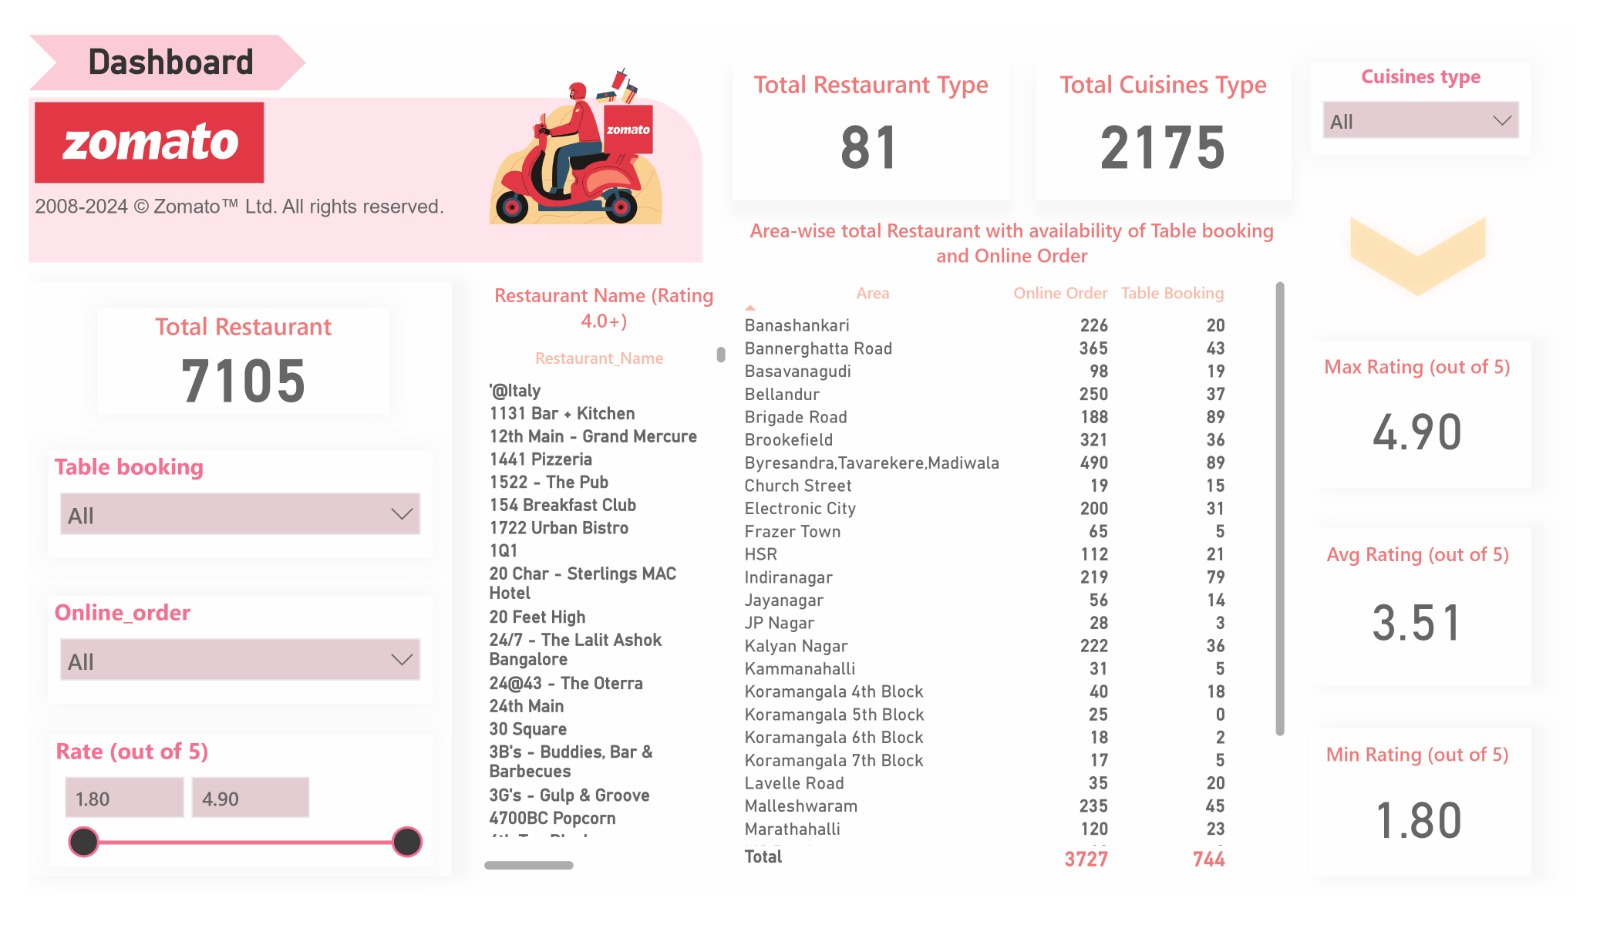 Dashboard
zomato
2008-2024 © Zomato™ Ltd. All rights reserved.
zomato
Total Restaurant Type
81
Total Cuisines Type
2175
Cuisines type
All
Total Restaurant
7105
Table booking
All
Online_order
All
Rate (out of 5)
1.80 4.90
Restaurant Name (Rating
4.0+)
Restaurant_Name
'@Italy
1131 Bar + Kitchen
12th Main - Grand Mercure
1441 Pizzeria
1522 - The Pub
154 Breakfast Club
1722 Urban Bistro
1Q1
20 Char - Sterlings MAC
Hotel
20 Feet High
24/7 - The Lalit Ashok
Bangalore
24@43 - The Oterra
24th Main
30 Square
3B's - Buddies, Bar &
Barbecues
3G's - Gulp & Groove
4700BC Popcorn
Area-wise total Restaurant with availability of Table booking
and Online Order
Area Online Order Table Booking
Banashankari 226 20
Bannerghatta Road 365 43
Basavanagudi 98 19
Bellandur 250 37
Brigade Road 188 89
Brookefield 321 36
Byresandra,Tavarekere,Madiwala 490 89
Church Street 19 15
Electronic City 200 31
Frazer Town 65 5
HSR 112 21
Indiranagar 219 79
Jayanagar 56 14
JP Nagar 28 3
Kalyan Nagar 222 36
Kammanahalli 31 5
Koramangala 4th Block 40 18
Koramangala 5th Block 25 0
Koramangala 6th Block 18 2
Koramangala 7th Block 17 5
Lavelle Road 35 20
Malleshwaram 235 45
Marathahalli 120 23
Total 3727 744
Max Rating (out of 5)
4.90
Avg Rating (out of 5)
3.51
Min Rating (out of 5)
1.80